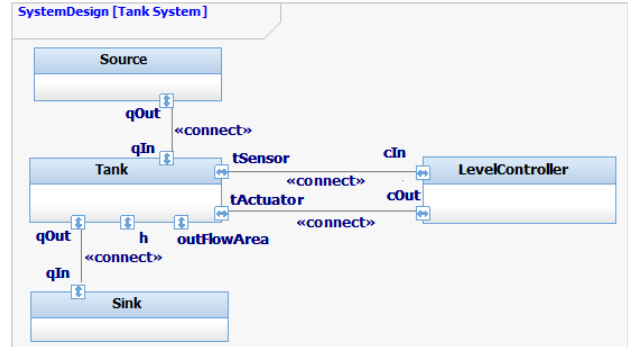 SystemDesign [Tank System]
Source
qOut
«connect»
qIn
Tank
tSensor
cIn
LevelController
«connect»
tActuator
cOut
«connect»
qOut
h
outFlowArea
«connect»
qIn
Sink